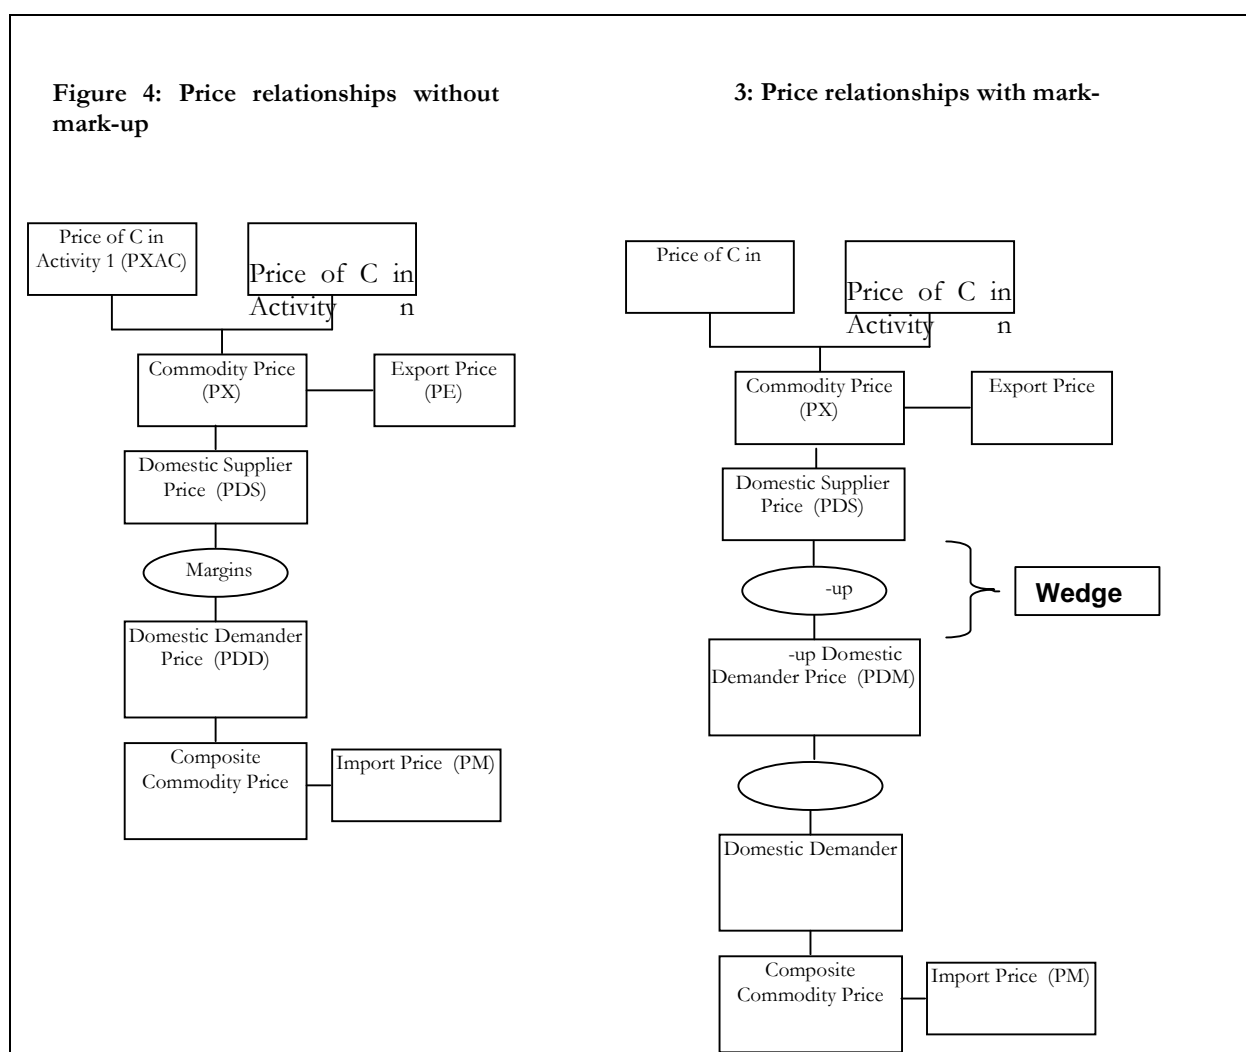 Figure 4: Price relationships without
mark-up
Price of C in
Activity 1 (PXAC)
Price of C in
Activity n
Commodity Price
(PX)
Export Price
(PE)
Domestic Supplier
Price (PDS)
Margins
Domestic Demander
Price (PDD)
Composite
Commodity Price
Import Price (PM)
3: Price relationships with mark-
Price of C in
Price of C in
Activity n
Commodity Price
(PX)
Export Price
Domestic Supplier
Price (PDS)
-up
Wedge
-up Domestic
Demander Price (PDM)
Domestic Demander
Composite
Commodity Price
Import Price (PM)